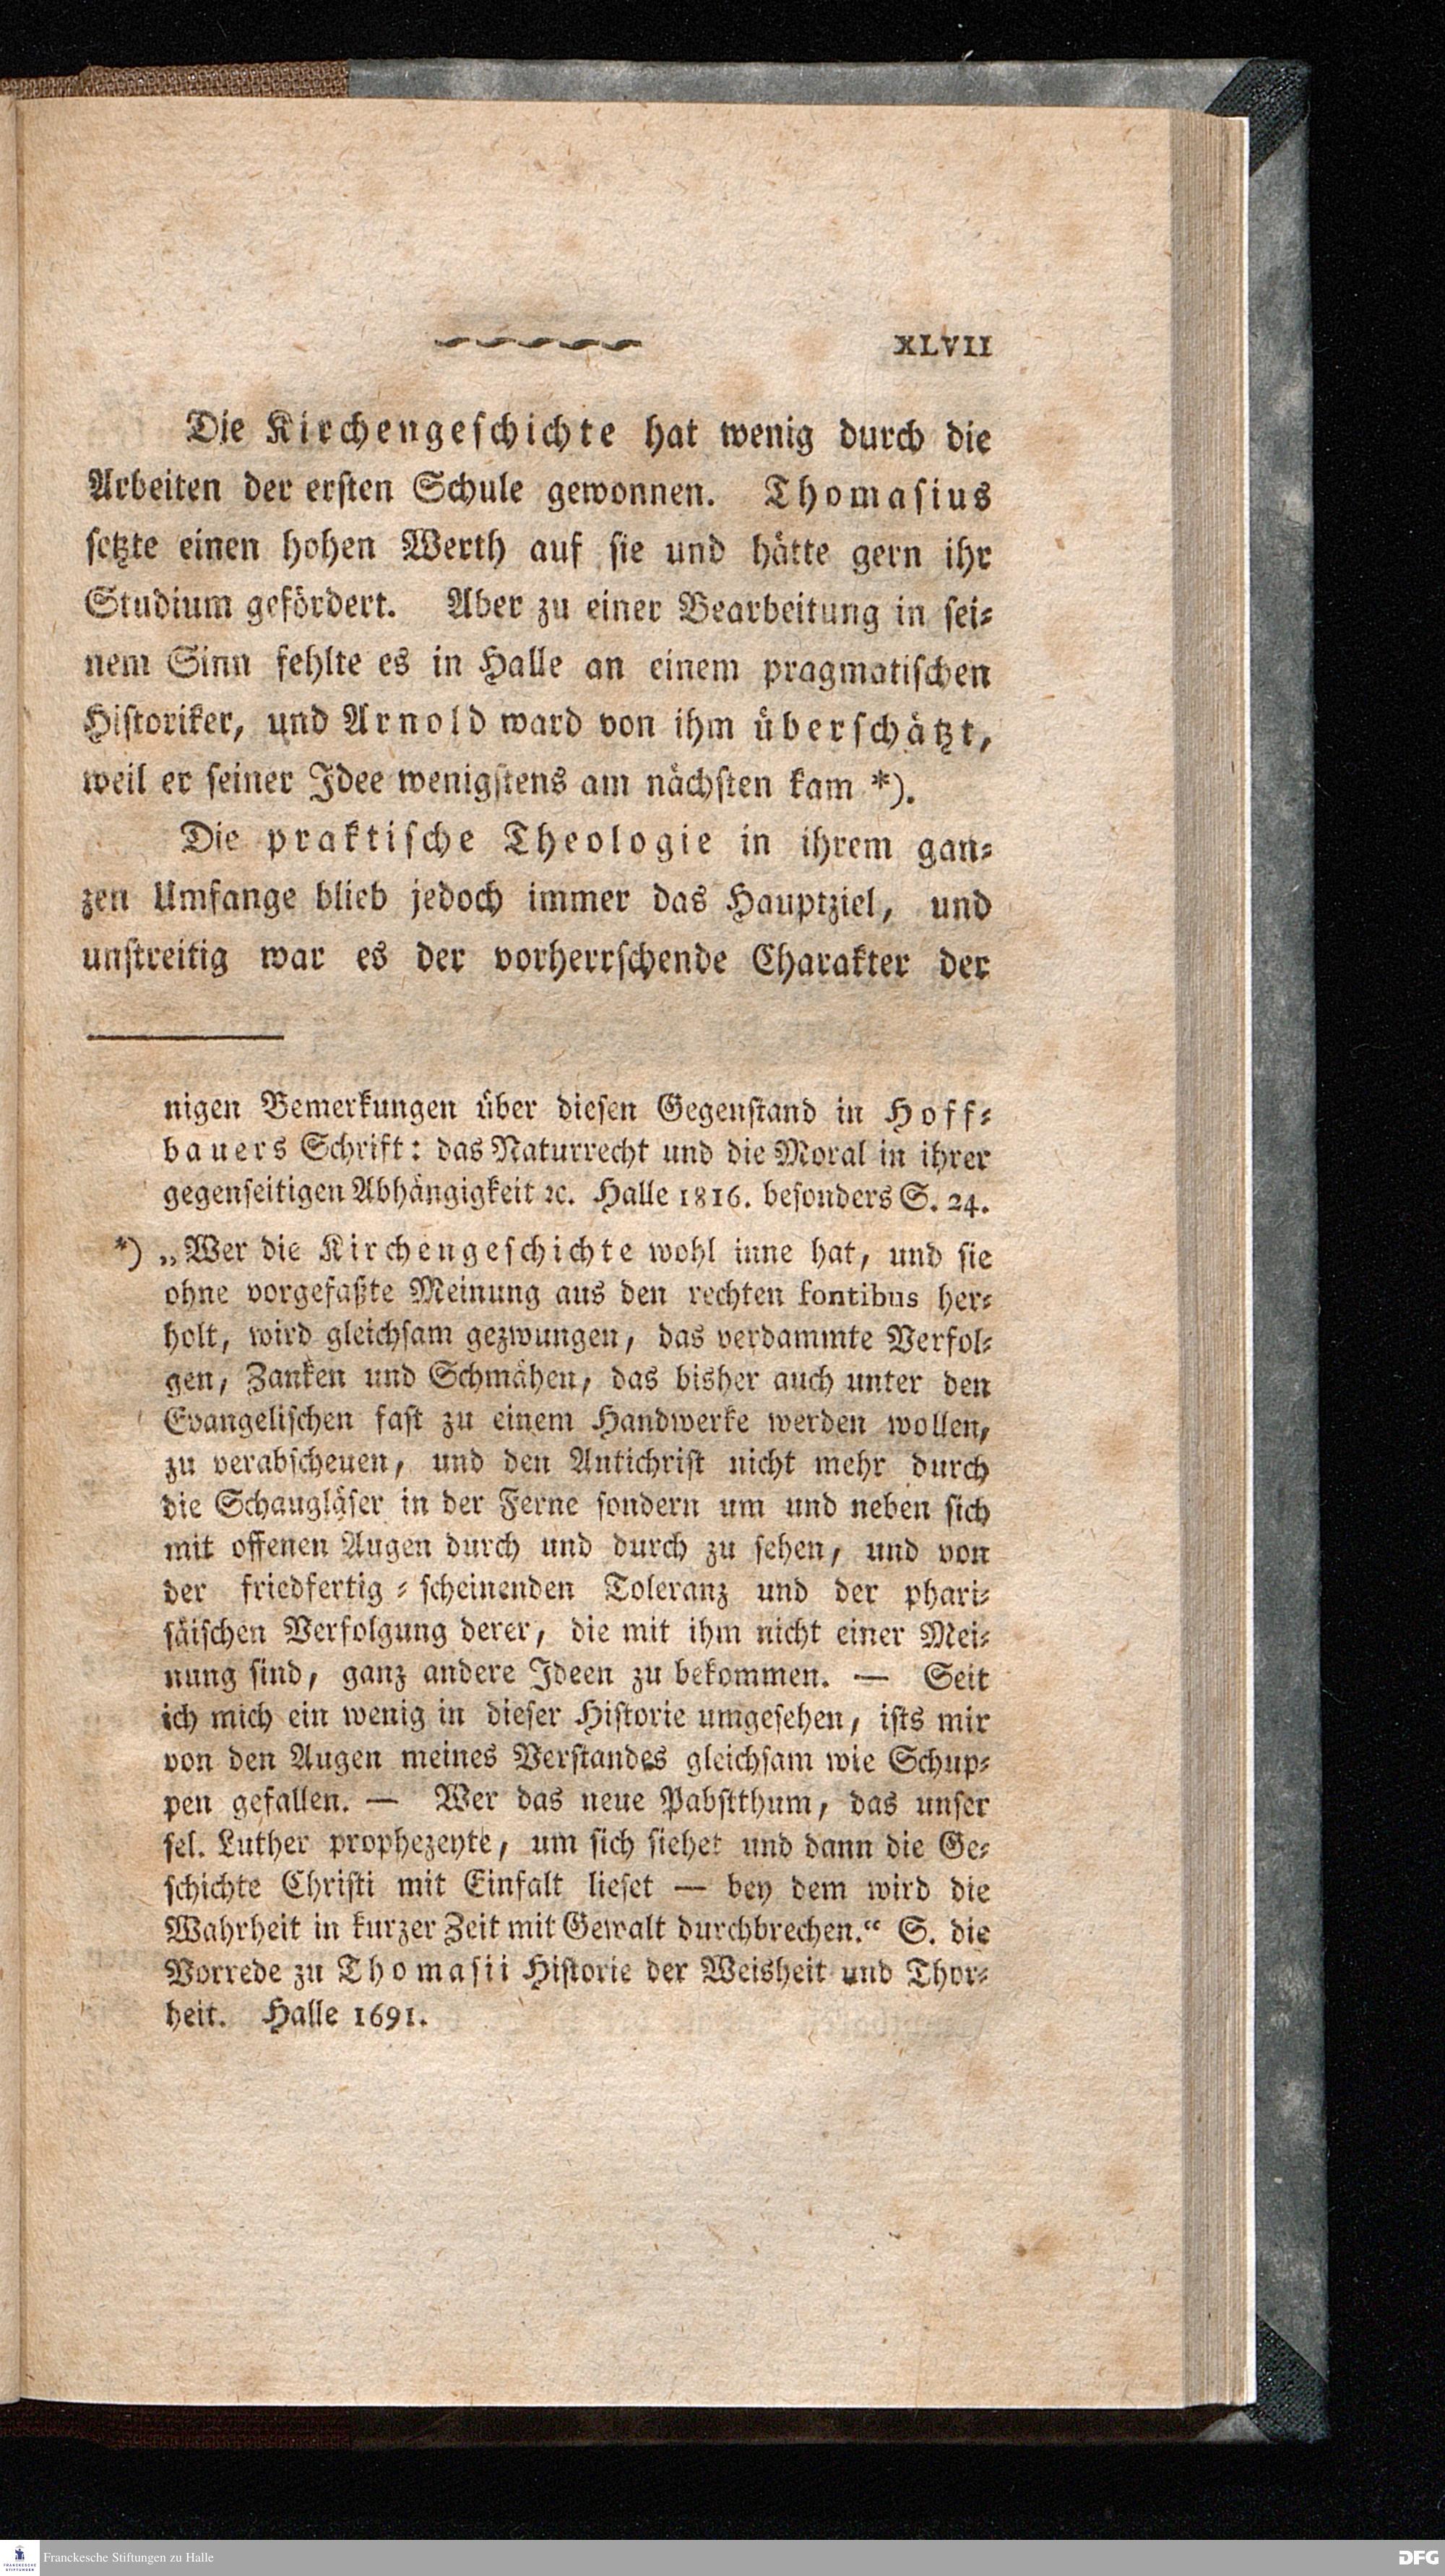 XLVII
Die Kirchengeschichte hat wenig durch die
Arbeiten der ersten Schule gewonnen. Thomasius
setzte einen hohen Werth auf sie und hätte gern ihr
Studium gefördert. Aber zu einer Bearbeitung in sei-
nem Sinn fehlte es in Halle an einem pragmatischen
Historiker, und Arnold ward von ihm überschätzt,
weil er seiner Idee wenigstens am nächsten kam *).
Die praktische Theologie in ihrem gan-
zen Umfange blieb jedoch immer das Hauptziel, und
unstreitig war es der vorherrschende Charakter der
nigen Bemerkungen über diesen Gegenstand in Hoff-
bauers Schrift: das Naturrecht und die Moral in ihrer
gegenseitigen Abhängigkeit ꝛc. Halle 1816. besonders S. 24.
*) „Wer die Kirchengeschichte wohl inne hat, und sie
ohne vorgefaßte Meinung aus den rechten fontibus her-
holt, wird gleichsam gezwungen, das verdammte Verfol-
gen, Zanken und Schmähen, das bisher auch unter den
Evangelischen fast zu einem Handwerke werden wollen,
zu verabscheuen, und den Antichrist nicht mehr durch
die Schaugläser in der Ferne sondern um und neben sich
mit offenen Augen durch und durch zu sehen, und von
der friedfertig-scheinenden Toleranz und der phari-
säischen Verfolgung derer, die mit ihm nicht einer Mei-
nung sind, ganz andere Ideen zu bekommen. — Seit
ich mich ein wenig in dieser Historie umgesehen, ists mir
von den Augen meines Verstandes gleichsam wie Schup-
pen gefallen. — Wer das neue Pabstthum, das unser
sel. Luther prophezeyte, um sich siehet und dann die Ge-
schichte Christi mit Einfalt lieset — bey dem wird die
Wahrheit in kurzer Zeit mit Gewalt durchbrechen.“ S. die
Vorrede zu Thomasii Historie der Weisheit und Thor-
heit. Halle 1691.
FRANCKESCHE STIFTUNGEN
Franckesche Stiftungen zu Halle
DFG